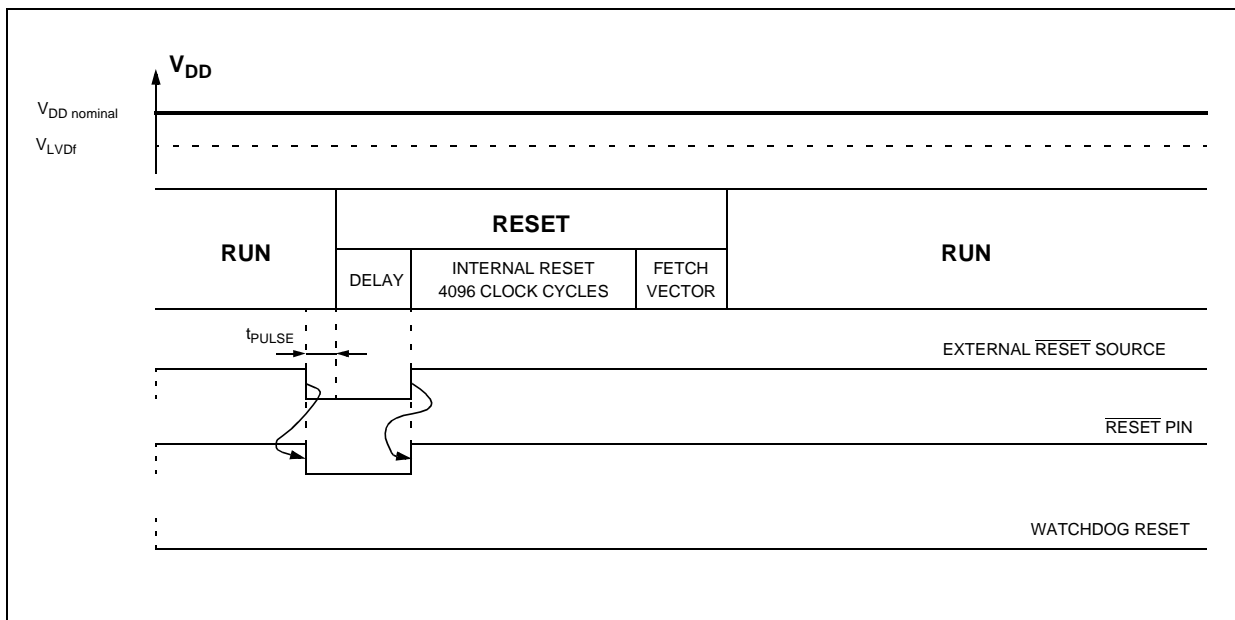 VDD
VDD nominal
VLVDf
RUN
RESET
RUN
DELAY
INTERNAL RESET
4096 CLOCK CYCLES
FETCH
VECTOR
tPULSE
EXTERNAL RESET SOURCE
RESET PIN
WATCHDOG RESET